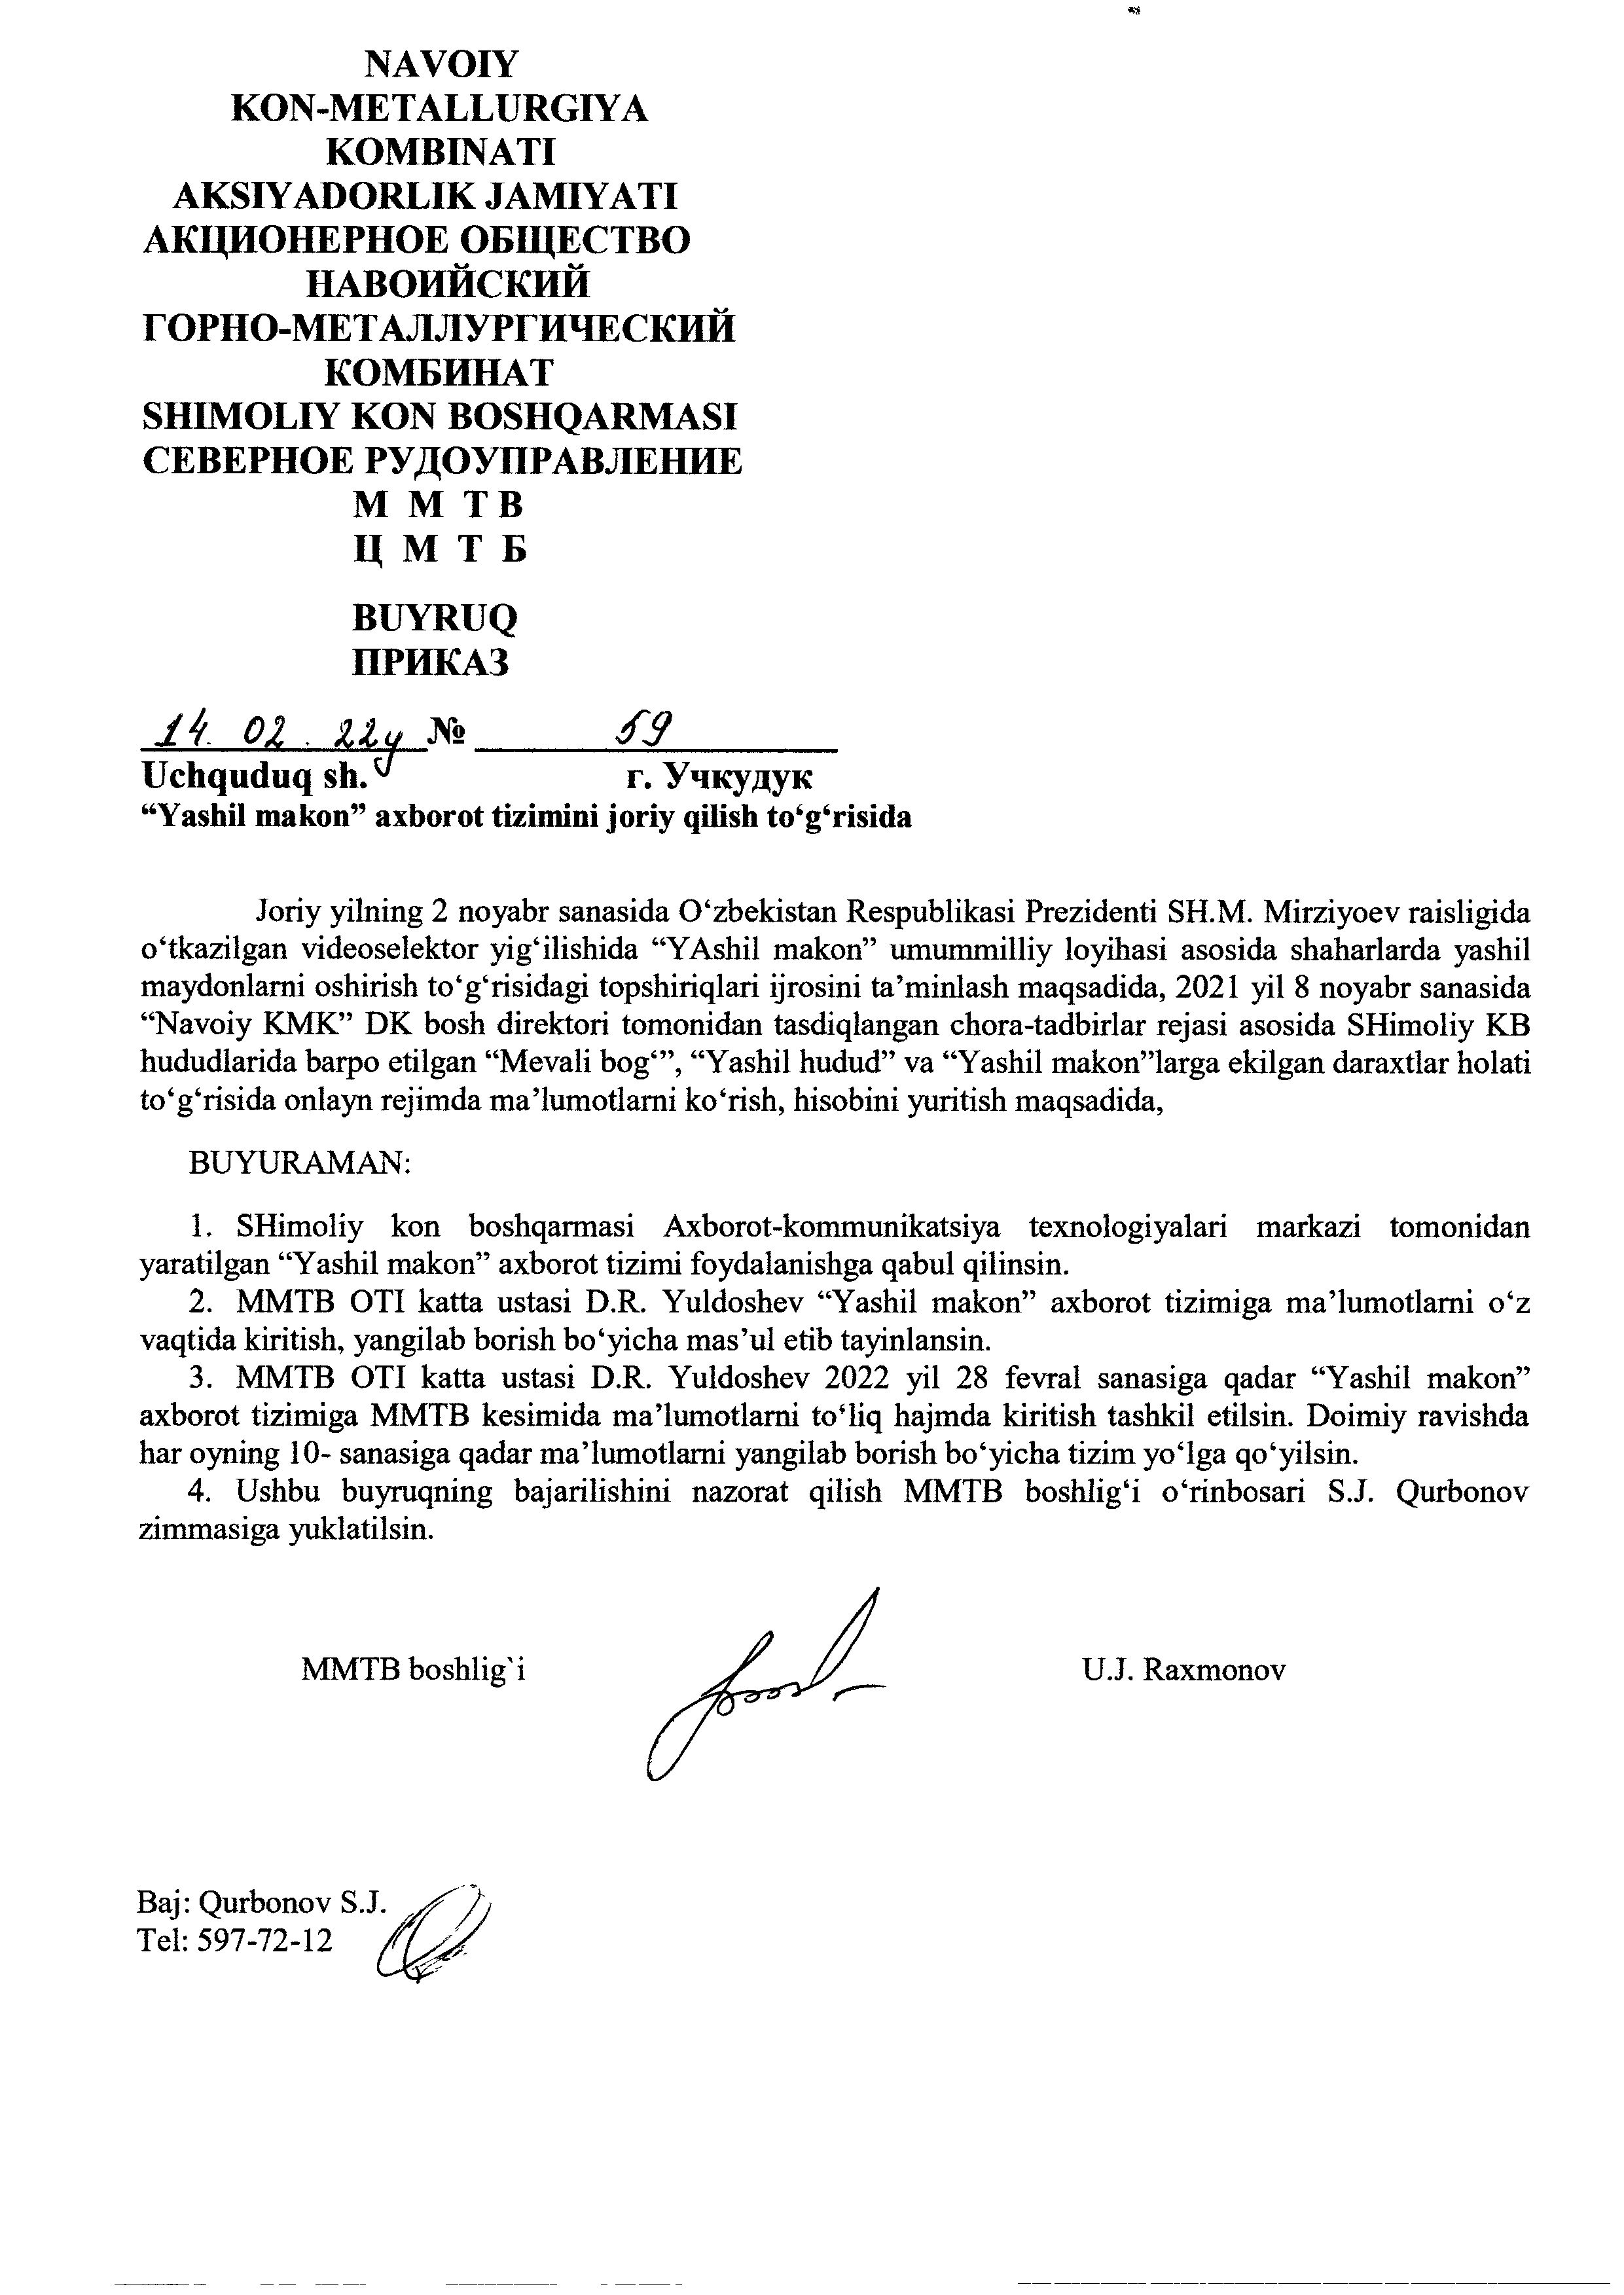 NAVOIY
KON-METALLURGIYA
KOMBINATI
AKSIYADORLIK JAMIYATI
АКЦИОНЕРНОЕ ОБЩЕСТВО
НАВОИЙСКИЙ
ГОРНО-МЕТАЛЛУРГИЧЕСКИЙ
КОМБИНАТ
SHIMOLIY KON BOSHQARMASI
СЕВЕРНОЕ РУДОУПРАВЛЕНИЕ
M M T B
Ц М Т Б
BUYRUQ
ПРИКАЗ
14. 02. 22y № 59
Uchquduq sh. г. Учкудук
“Yashil makon” axborot tizimini joriy qilish to‘g‘risida
Joriy yilning 2 noyabr sanasida O‘zbekistan Respublikasi Prezidenti SH.M. Mirziyoev raisligida
o‘tkazilgan videoselektor yig‘ilishida “YAshil makon” umummilliy loyihasi asosida shaharlarda yashil
maydonlarni oshirish to‘g‘risidagi topshiriqlari ijrosini ta’minlash maqsadida, 2021 yil 8 noyabr sanasida
“Navoiy KMK” DK bosh direktori tomonidan tasdiqlangan chora-tadbirlar rejasi asosida SHimoliy KB
hududlarida barpo etilgan “Mevali bog‘”, “Yashil hudud” va “Yashil makon”larga ekilgan daraxtlar holati
to‘g‘risida onlayn rejimda ma’lumotlarni ko‘rish, hisobini yuritish maqsadida,
BUYURAMAN:
1. SHimoliy kon boshqarmasi Axborot-kommunikatsiya texnologiyalari markazi tomonidan
yaratilgan “Yashil makon” axborot tizimi foydalanishga qabul qilinsin.
2. MMTB OTI katta ustasi D.R. Yuldoshev “Yashil makon” axborot tizimiga ma’lumotlarni o‘z
vaqtida kiritish, yangilab borish bo‘yicha mas’ul etib tayinlansin.
3. MMTB OTI katta ustasi D.R. Yuldoshev 2022 yil 28 fevral sanasiga qadar “Yashil makon”
axborot tizimiga MMTB kesimida ma’lumotlarni to‘liq hajmda kiritish tashkil etilsin. Doimiy ravishda
har oyning 10- sanasiga qadar ma’lumotlarni yangilab borish bo‘yicha tizim yo‘lga qo‘yilsin.
4. Ushbu buyruqning bajarilishini nazorat qilish MMTB boshlig‘i o‘rinbosari S.J. Qurbonov
zimmasiga yuklatilsin.
MMTB boshlig`i U.J. Raxmonov
Baj: Qurbonov S.J.
Tel: 597-72-12